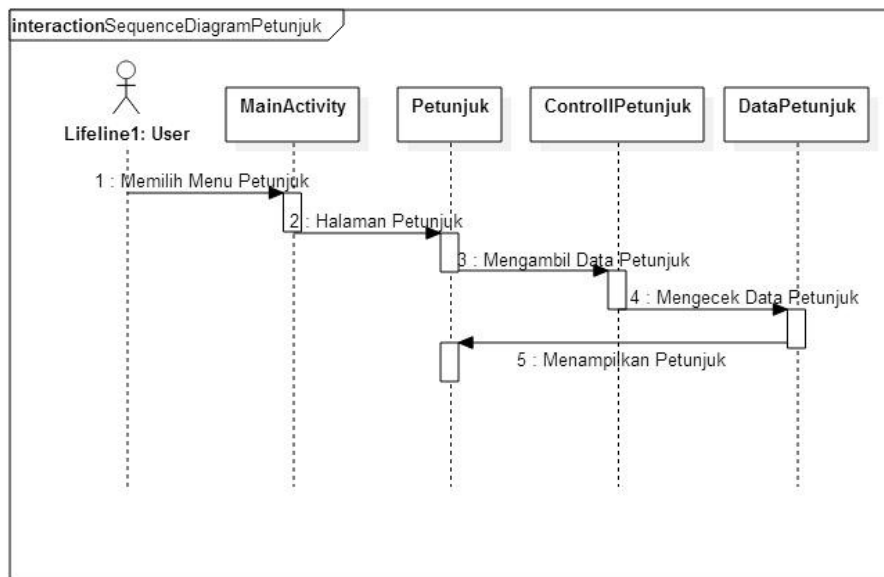 interactionSequenceDiagramPetunjuk
MainActivity
Petunjuk
ControllPetunjuk
DataPetunjuk
Lifeline1: User
1 : Memilih Menu Petunjuk
2 : Halaman Petunjuk
3 : Mengambil Data Petunjuk
4 : Mengecek Data Petunjuk
5 : Menampilkan Petunjuk